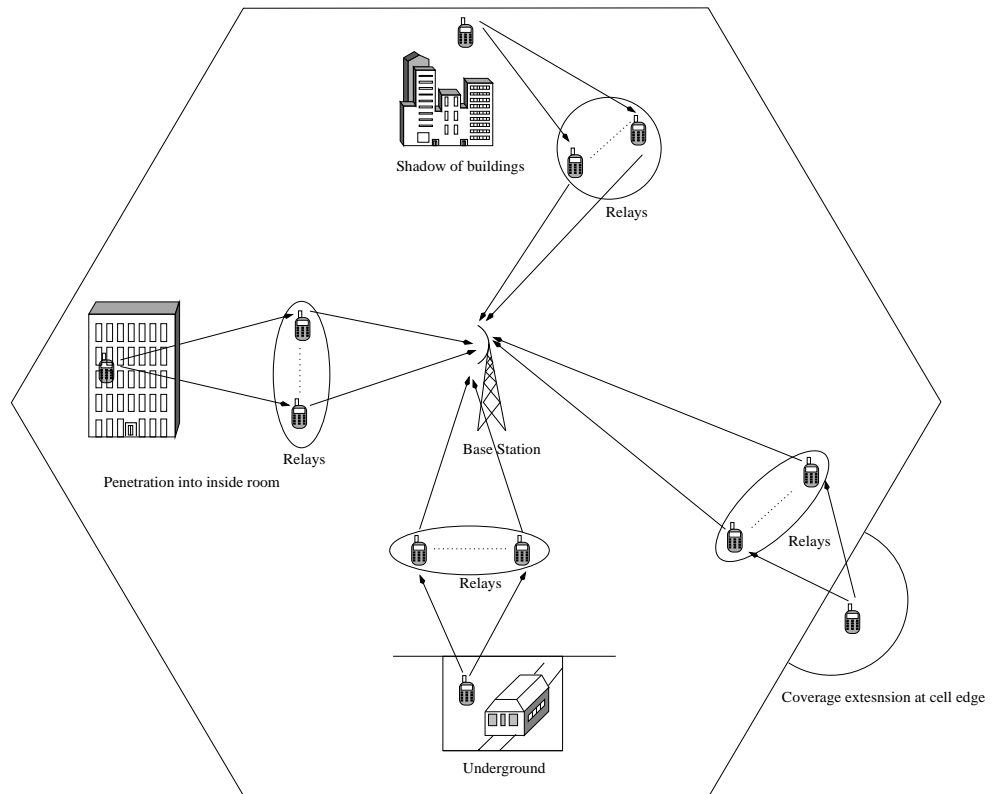 Shadow of buildings
Relays
Base Station
Relays
Penetration into inside room
Relays
Relays
Coverage extesnsion at cell edge
Underground